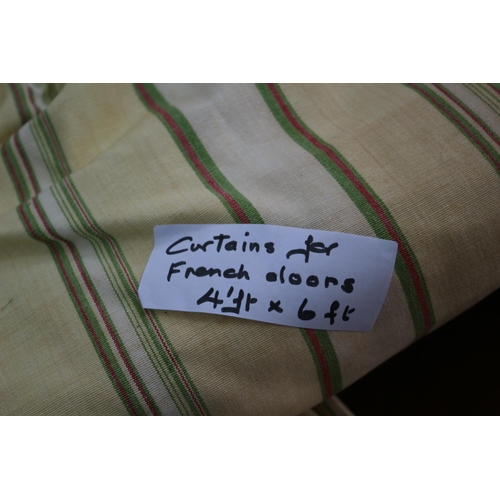 Curtains for
French doors
4'ft x 6 ft